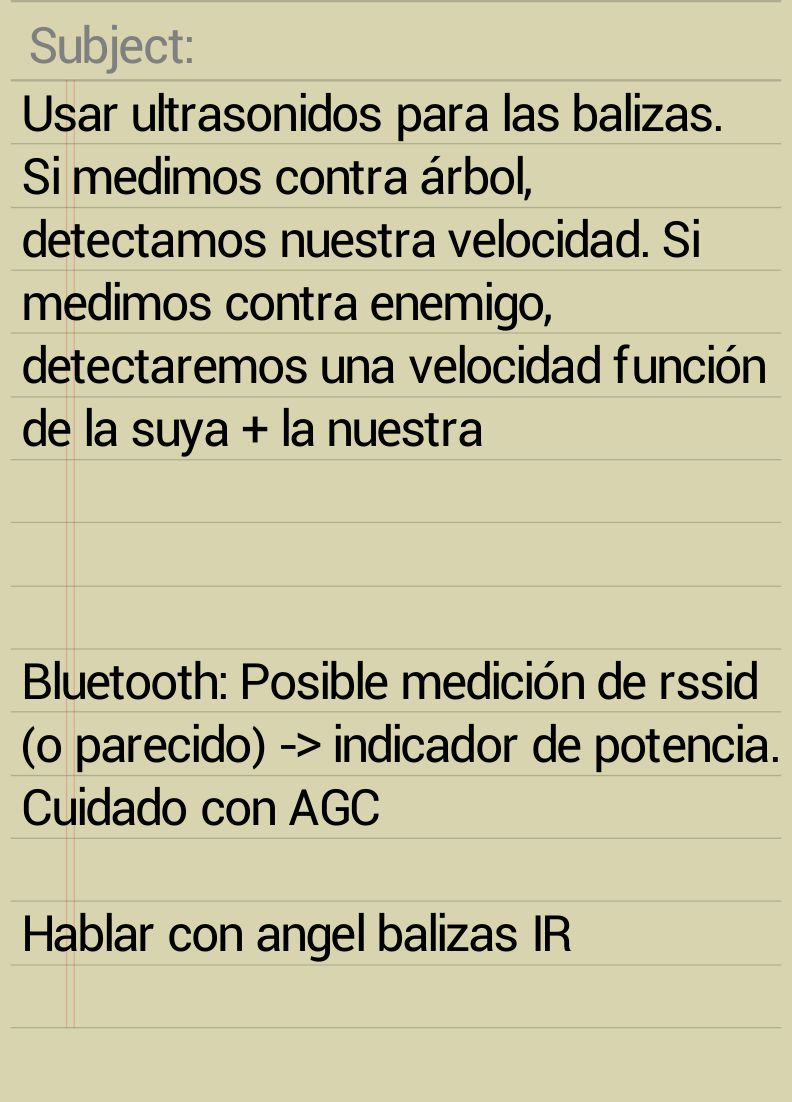 Subject:
Usar ultrasonidos para las balizas.
Si medimos contra árbol,
detectamos nuestra velocidad. Si
medimos contra enemigo,
detectaremos una velocidad función
de la suya + la nuestra
Bluetooth: Posible medición de rssid
(o parecido) -> indicador de potencia.
Cuidado con AGC
Hablar con angel balizas IR